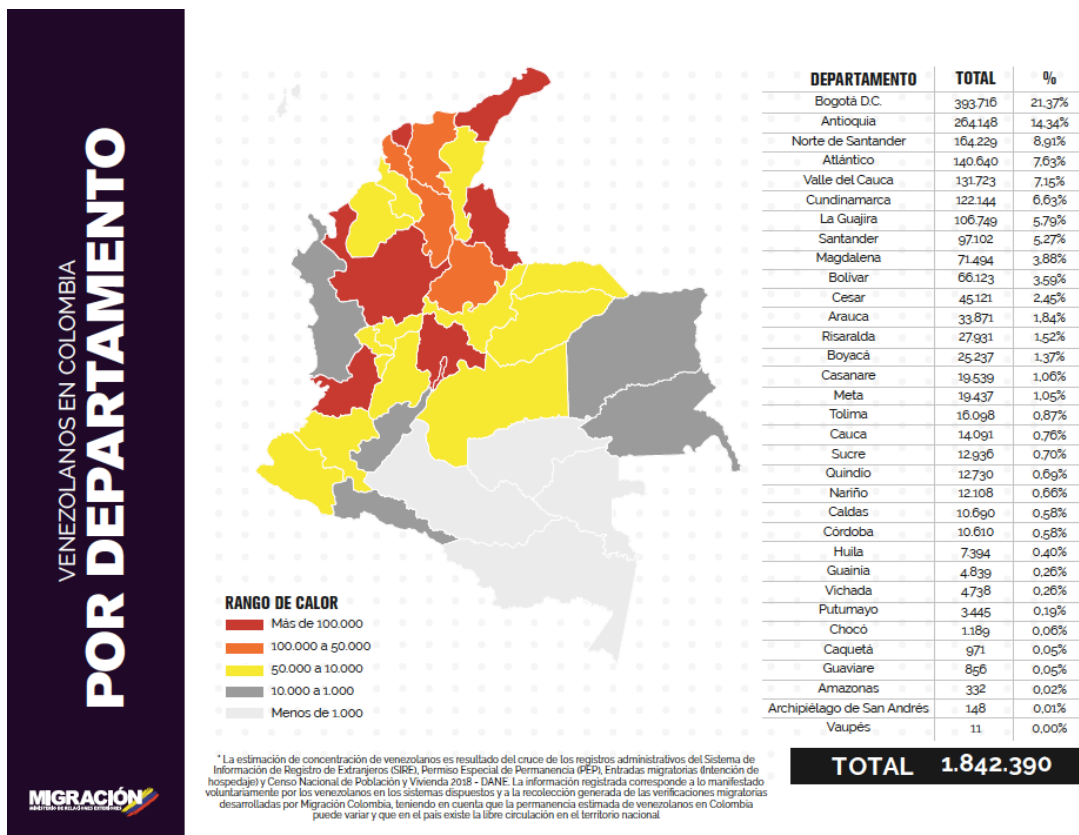 VENEZOLANOS EN COLOMBIA
POR DEPARTAMENTO
MIGRACIÓN
MINISTERIO DE RELACIONES EXTERIORES
RANGO DE CALOR
Más de 100.000
100.000 a 50.000
50.000 a 10.000
10.000 a 1.000
Menos de 1.000
DEPARTAMENTO TOTAL %
Bogotá D.C. 393.716 21,37%
Antioquia 264.148 14,34%
Norte de Santander 164.229 8,91%
Atlántico 140.640 7,63%
Valle del Cauca 131.723 7,15%
Cundinamarca 122.144 6,63%
La Guajira 106.749 5,79%
Santander 97.102 5,27%
Magdalena 71.494 3,88%
Bolívar 66.123 3,59%
Cesar 45.121 2,45%
Arauca 33.871 1,84%
Risaralda 27.931 1,52%
Boyacá 25.237 1,37%
Casanare 19.539 1,06%
Meta 19.437 1,05%
Tolima 16.098 0,87%
Cauca 14.091 0,76%
Sucre 12.936 0,70%
Quindío 12.730 0,69%
Nariño 12.108 0,66%
Caldas 10.690 0,58%
Córdoba 10.610 0,58%
Huila 7.394 0,40%
Guainía 4.839 0,26%
Vichada 4.738 0,26%
Putumayo 3.445 0,19%
Chocó 1.189 0,06%
Caquetá 971 0,05%
Guaviare 856 0,05%
Amazonas 332 0,02%
Archipiélago de San Andrés 148 0,01%
Vaupés 11 0,00%
TOTAL 1.842.390
* La estimación de concentración de venezolanos es resultado del cruce de los registros administrativos del Sistema de
Información de Registro de Extranjeros (SIRE), Permiso Especial de Permanencia (PEP), Entradas migratorias (Intención de
hospedaje) y Censo Nacional de Población y Vivienda 2018 - DANE. La información registrada corresponde a lo manifestado
voluntariamente por los venezolanos en los sistemas dispuestos y a la recolección generada de las verificaciones migratorias
desarrolladas por Migración Colombia, teniendo en cuenta que la permanencia estimada de venezolanos en Colombia
puede variar y que en el país existe la libre circulación en el territorio nacional